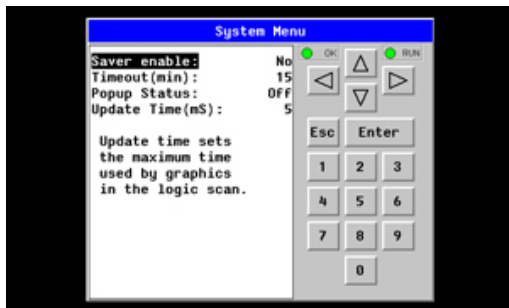 System Menu
Saver enable: No
Timeout(min): 15
Popup Status: Off
Update Time(mS): 5
Update time sets
the maximum time
used by graphics
in the logic scan.
OK
RUN
Esc
Enter
1
2
3
4
5
6
7
8
9
0